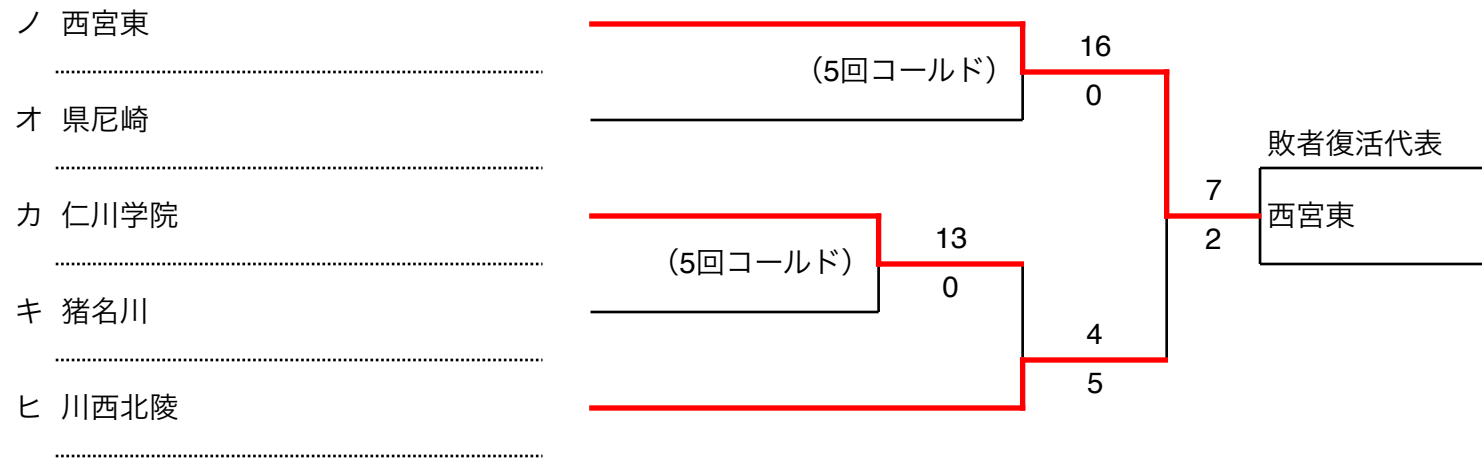 ノ 西宮東
16
（5回コールド）
0
オ 県尼崎
敗者復活代表
7
カ 仁川学院
西宮東
13
2
（5回コールド）
0
キ 猪名川
4
5
ヒ 川西北陵